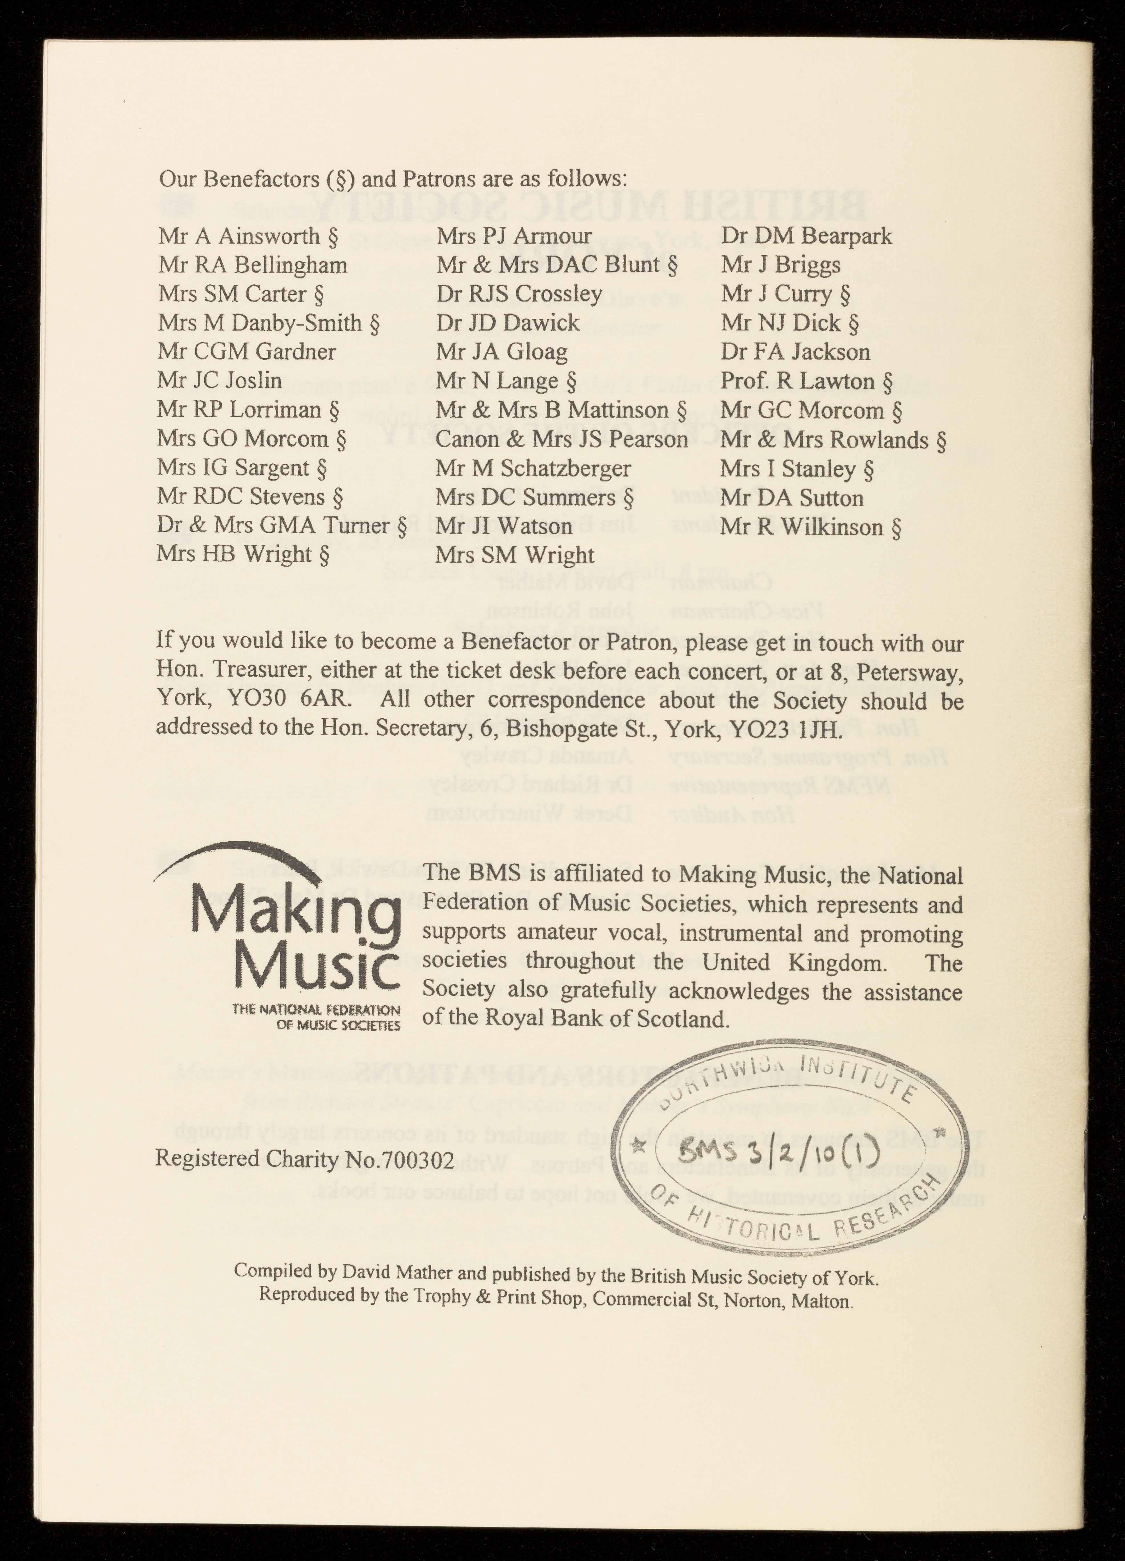 Our Benefactors (§) and Patrons are as follows:
Mr A Ainsworth § Mrs PJ Armour Dr DM Bearpark
Mr RA Bellingham Mr & Mrs DAC Blunt § Mr J Briggs
Mrs SM Carter § Dr RJS Crossley Mr J Curry §
Mrs M Danby-Smith § Dr JD Dawick Mr NJ Dick §
Mr CGM Gardner Mr JA Gloag Dr FA Jackson
Mr JC Joslin Mr N Lange § Prof. R Lawton §
Mr RP Lorriman § Mr & Mrs B Mattinson § Mr GC Morcom §
Mrs GO Morcom § Canon & Mrs JS Pearson Mr & Mrs Rowlands §
Mrs IG Sargent § Mr M Schatzberger Mrs I Stanley §
Mr RDC Stevens § Mrs DC Summers § Mr DA Sutton
Dr & Mrs GMA Turner § Mr JI Watson Mr R Wilkinson §
Mrs HB Wright § Mrs SM Wright
If you would like to become a Benefactor or Patron, please get in touch with our
Hon. Treasurer, either at the ticket desk before each concert, or at 8, Petersway,
York, YO30 6AR. All other correspondence about the Society should be
addressed to the Hon. Secretary, 6, Bishopgate St., York, YO23 1JH.
Making
Music
THE NATIONAL FEDERATION
OF MUSIC SOCIETIES
The BMS is affiliated to Making Music, the National
Federation of Music Societies, which represents and
supports amateur vocal, instrumental and promoting
societies throughout the United Kingdom. The
Society also gratefully acknowledges the assistance
of the Royal Bank of Scotland.
BORTHWICK INSTITUTE
BMS 3/2/10(1)
OF HISTORICAL RESEARCH
Registered Charity No.700302
Compiled by David Mather and published by the British Music Society of York.
Reproduced by the Trophy & Print Shop, Commercial St, Norton, Malton.